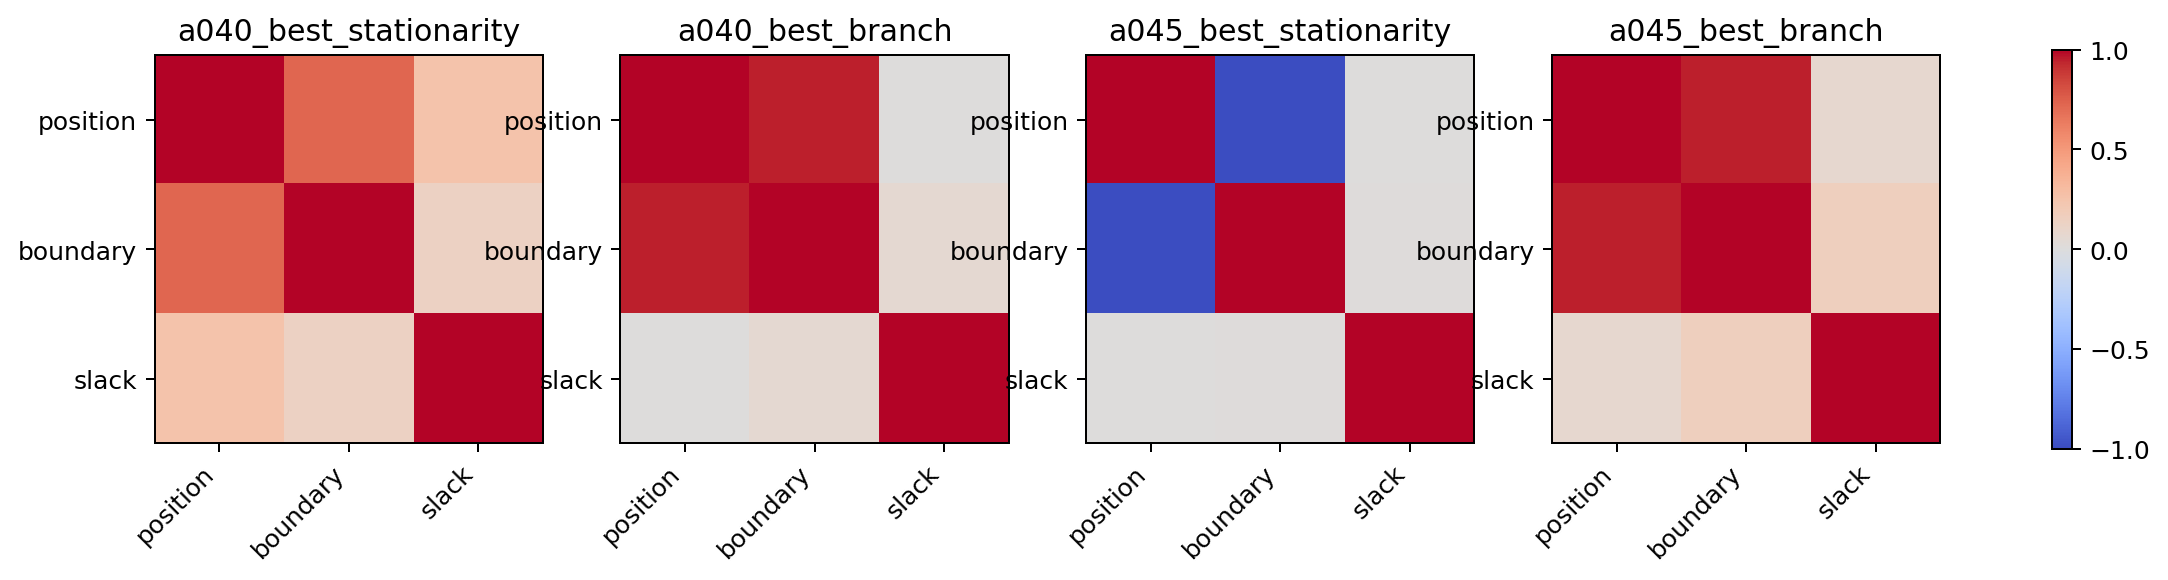 a040_best_stationarity
position
boundary
slack
position
boundary
slack
a040_best_branch
position
boundary
slack
position
boundary
slack
a045_best_stationarity
position
boundary
slack
position
boundary
slack
a045_best_branch
position
boundary
slack
position
boundary
slack
1.0
0.5
0.0
−0.5
−1.0